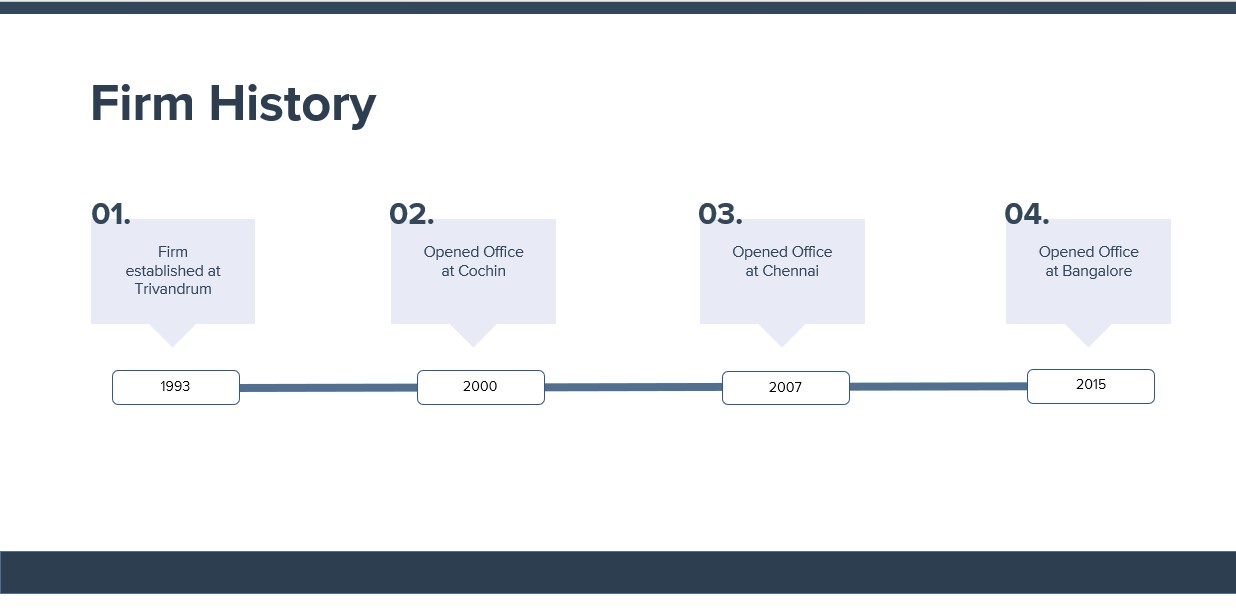 Firm History
01.
Firm
established at
Trivandrum
1993
02.
Opened Office
at Cochin
2000
03.
Opened Office
at Chennai
2007
04.
Opened Office
at Bangalore
2015